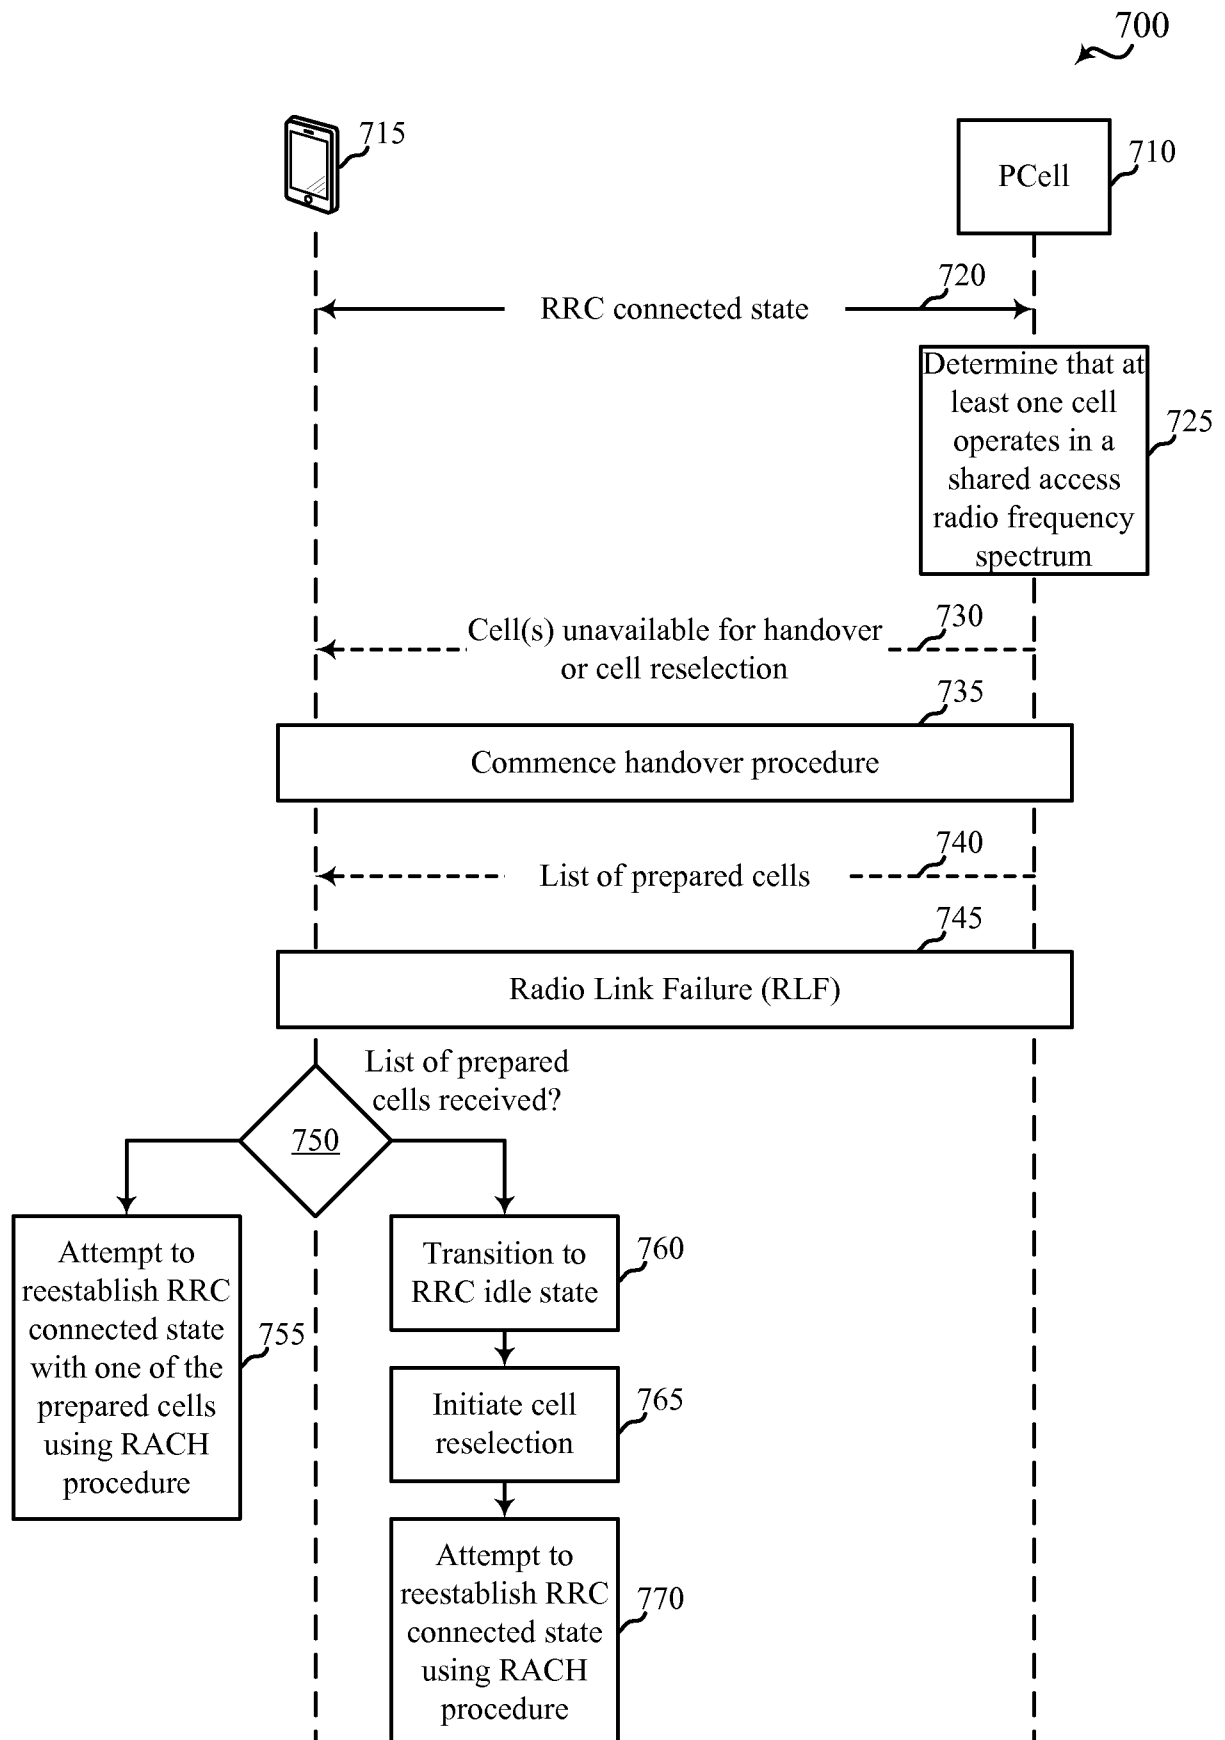 700
715
PCell
710
720
RRC connected state
Determine that at
least one cell
operates in a
shared access
radio frequency
spectrum
725
730
Cell(s) unavailable for handover
or cell reselection
735
Commence handover procedure
740
List of prepared cells
745
Radio Link Failure (RLF)
List of prepared
cells received?
750
Attempt to
reestablish RRC
connected state
with one of the
prepared cells
using RACH
procedure
755
Transition to
RRC idle state
760
Initiate cell
reselection
765
Attempt to
reestablish RRC
connected state
using RACH
procedure
770